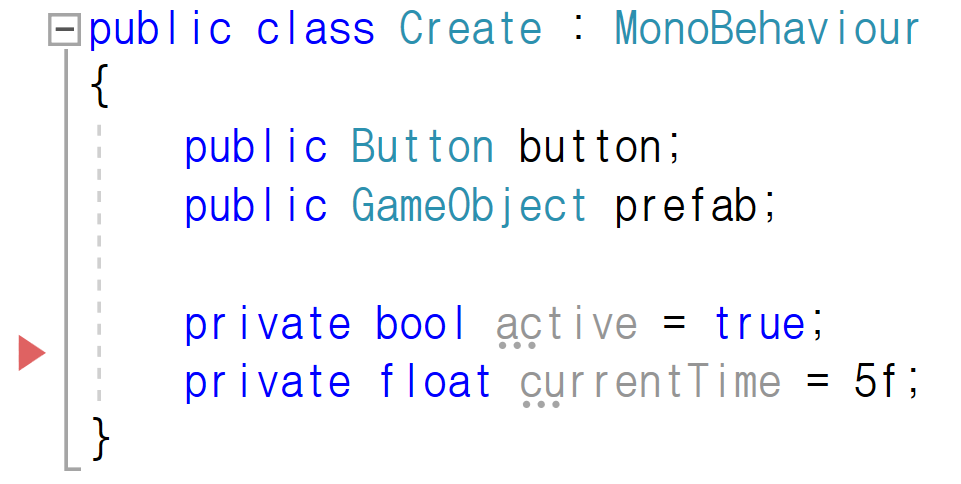 public class Create : MonoBehaviour
{
public Button button;
public GameObject prefab;
private bool active = true;
private float currentTime = 5f;
}